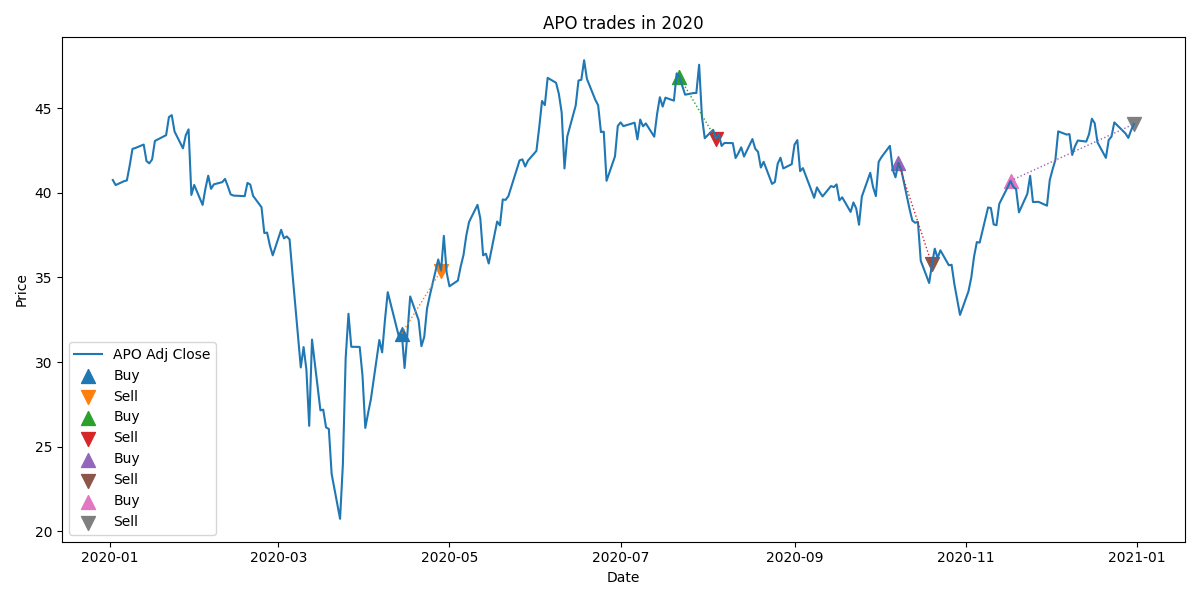 APO trades in 2020
Price
45
40
35
30
25
20
APO Adj Close
Buy
Sell
Buy
Sell
Buy
Sell
Buy
Sell
2020-01
2020-03
2020-05
2020-07
2020-09
2020-11
2021-01
Date